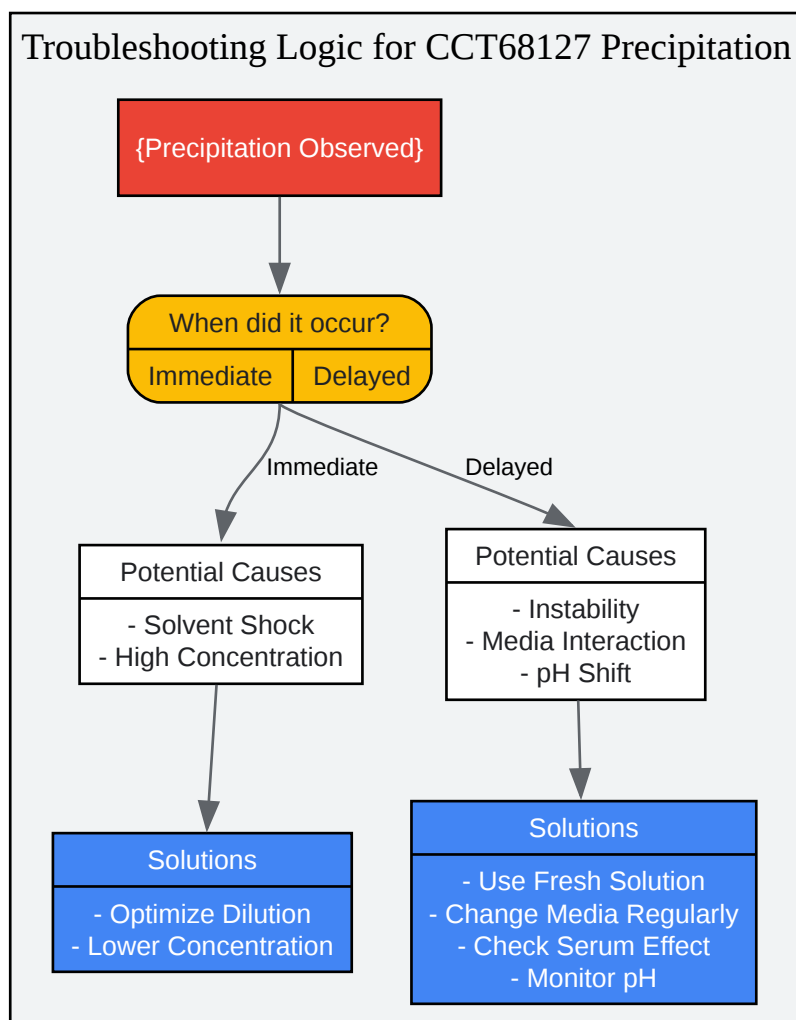 Troubleshooting Logic for CCT68127 Precipitation
{Precipitation Observed}
When did it occur?
Immediate
Delayed
Immediate
Delayed
Potential Causes
- Solvent Shock
- High Concentration
Potential Causes
- Instability
- Media Interaction
- pH Shift
Solutions
- Optimize Dilution
- Lower Concentration
Solutions
- Use Fresh Solution
- Change Media Regularly
- Check Serum Effect
- Monitor pH